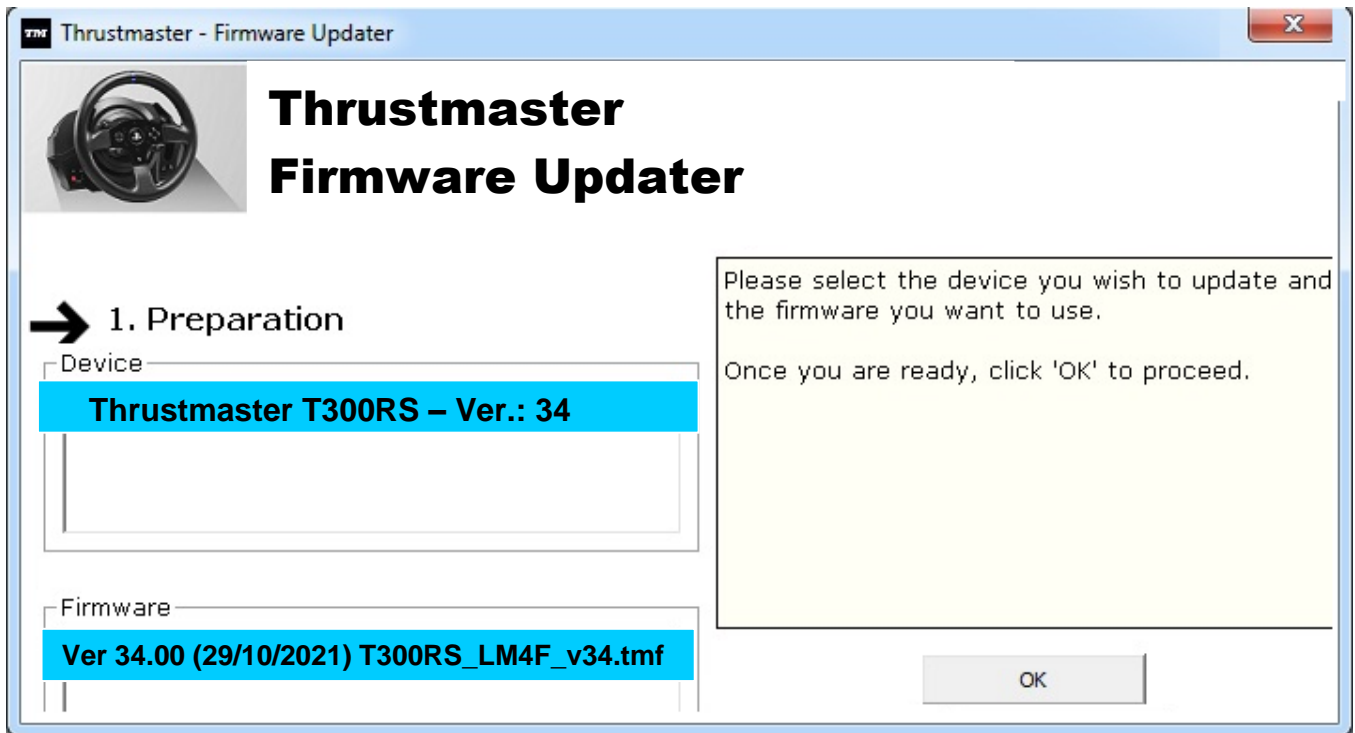 TM Thrustmaster - Firmware Updater
Thrustmaster
Firmware Updater
1. Preparation
Device
Thrustmaster T300RS – Ver.: 34
Please select the device you wish to update and
the firmware you want to use.
Once you are ready, click 'OK' to proceed.
Firmware
Ver 34.00 (29/10/2021) T300RS_LM4F_v34.tmf
OK